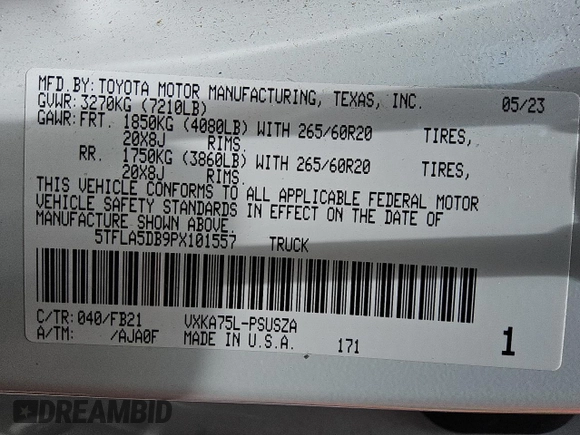 MFD.BY:TOYOTA MOTOR MANUFACTURING, TEXAS, INC. 05/23
GVWR:3270KG (7210LB)
GAWR:FRT. 1850KG (4080LB) WITH 265/60R20 TIRES,
20X8J RIMS.
RR. 1750KG (3860LB) WITH 265/60R20 TIRES,
20X8J RIMS.
THIS VEHICLE CONFORMS TO ALL APPLICABLE FEDERAL MOTOR
VEHICLE SAFETY STANDARDS IN EFFECT ON THE DATE OF
MANUFACTURE SHOWN ABOVE.
5TFLA5DB9PX101557 TRUCK
C/TR:040/FB21 VXKA75L-PSUSZA
A/TM: /AJA0F MADE IN U.S.A. 171 1
DREAMBID